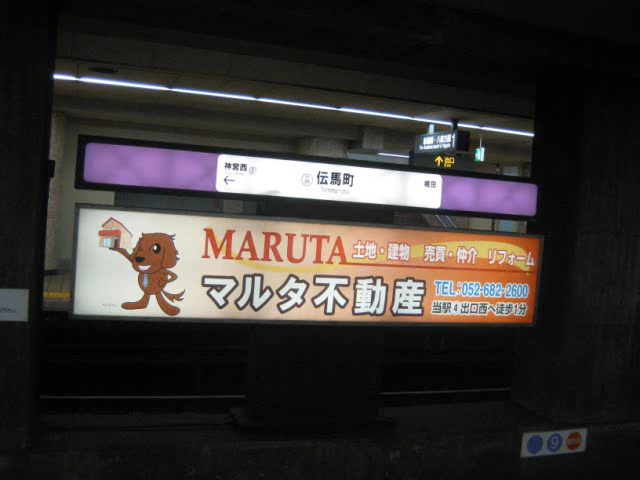 神宮西
伝馬町
堀田
←
MARUTA 土地・建物 売買・仲介 リフォーム
マルタ不動産 TEL:052-682-2600
当駅4出口西へ徒歩1分